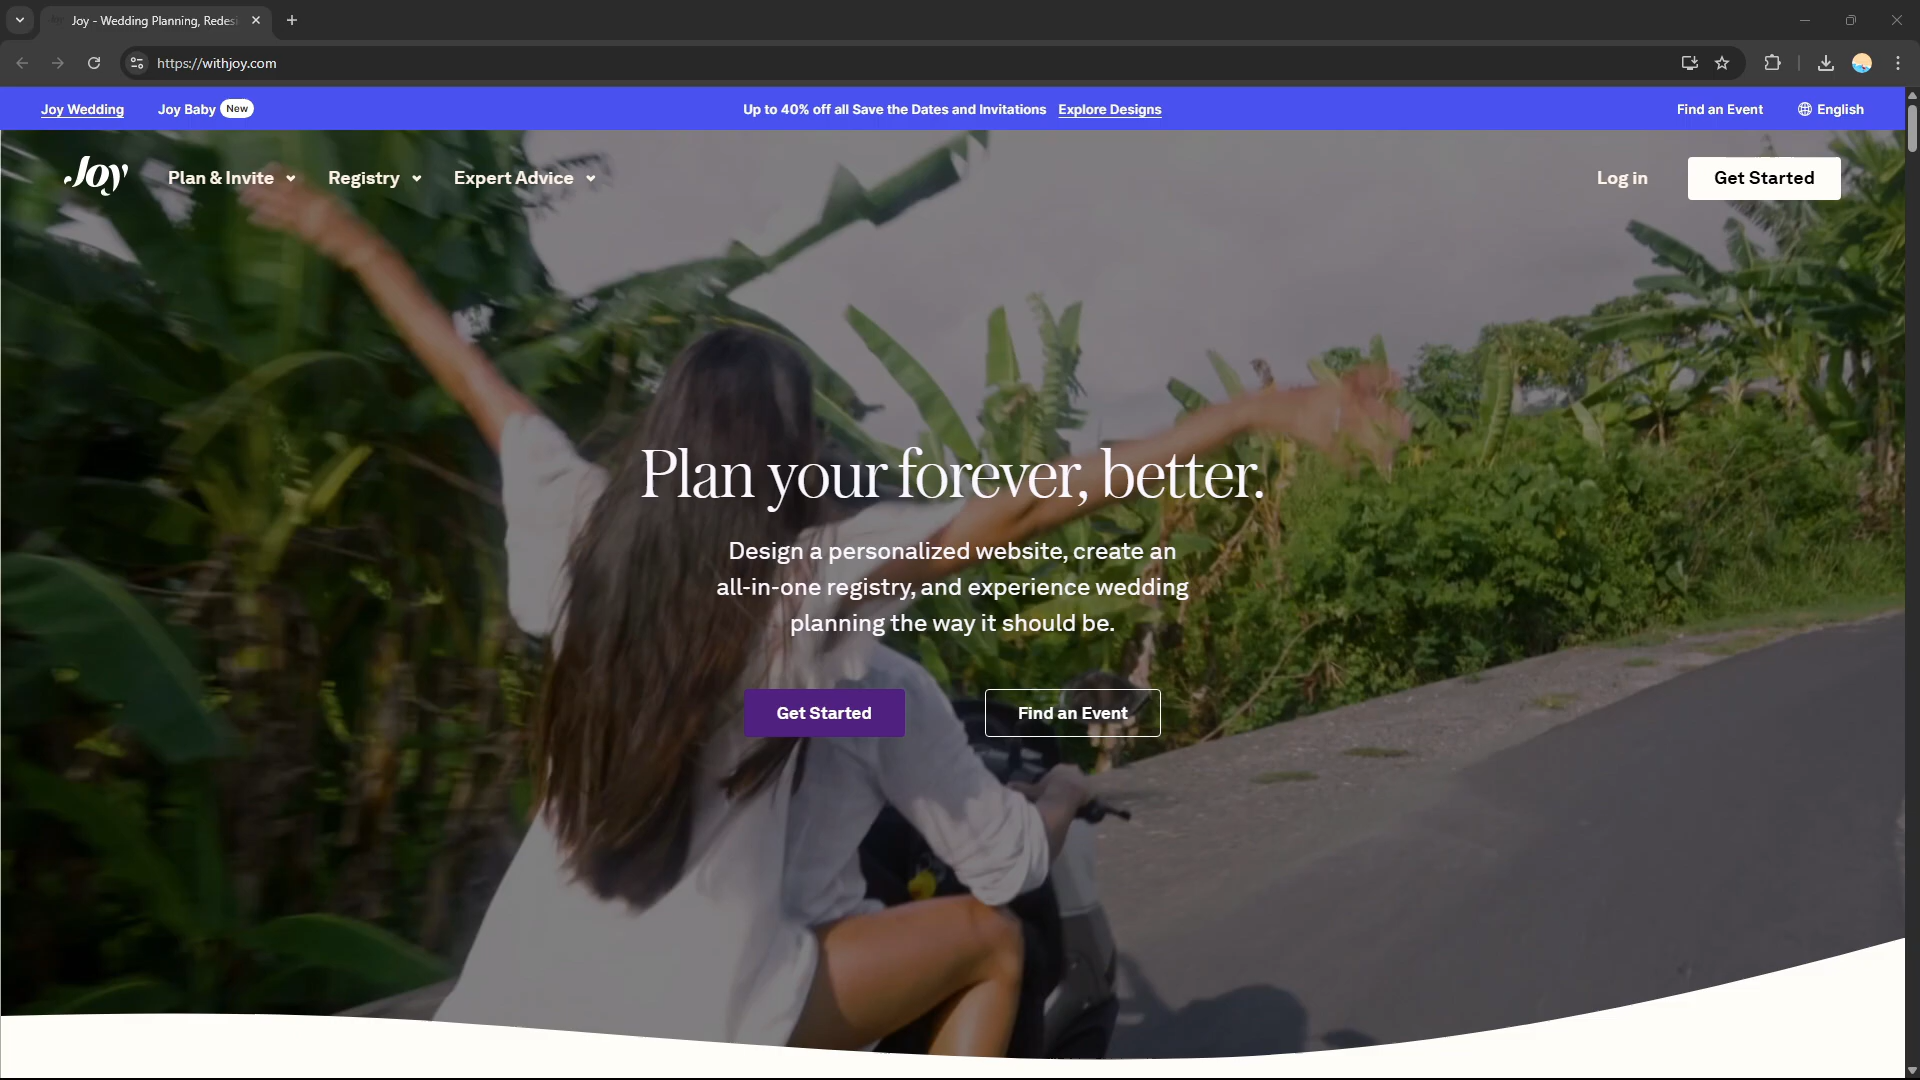 Joy - Wedding Planning, Redesi
https://withjoy.com
Joy Wedding
Joy Baby New
Up to 40% off all Save the Dates and Invitations Explore Designs
Find an Event
English
Joy
Plan & Invite
Registry
Expert Advice
Log in
Get Started
Plan your forever, better.
Design a personalized website, create an
all-in-one registry, and experience wedding
planning the way it should be.
Get Started
Find an Event